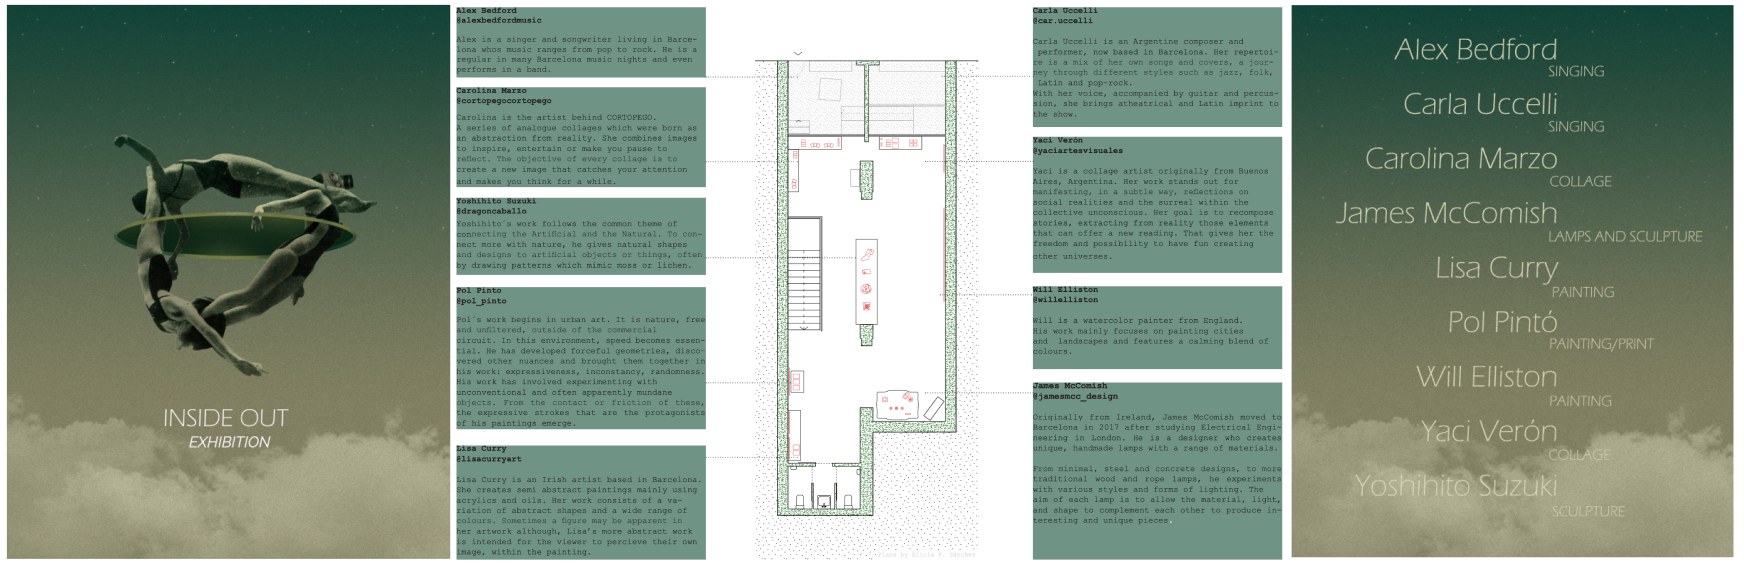 INSIDE OUT
EXHIBITION
Alex Bedford
@alexbedfordmusic
Alex is a singer and songwriter living in Barce-
lona whos music ranges from pop to rock. He is a
regular in many Barcelona music nights and even
performs in a band.
Carolina Marzo
@cortopegocortopego
Carolina is the artist behind CORTOPEGO.
A series of analogue collages which were born as
an abstraction from reality. She combines images
to inspire, entertain or make you pause to
reflect. The objective of every collage is to
create a new image that catches your attention
and makes you think for a while.
Yoshihito Suzuki
@dragoncaballo
Yoshihito´s work follows the common theme of
connecting the Artificial and the Natural. To con-
nect more with nature, he gives natural shapes
and designs to artificial objects or things, often
by drawing patterns which mimic moss or lichen.
Pol Pinto
@pol_pinto
Pol´s work begins in urban art. It is nature, free
and unfiltered, outside of the commercial
circuit. In this environment, speed becomes essen-
tial. He has developed forceful geometries, disco-
vered other nuances and brought them together in
his work: expressiveness, inconstancy, randomness.
His work has involved experimenting with
unconventional and often apparently mundane
objects. From the contact or friction of these,
the expressive strokes that are the protagonists
of his paintings emerge.
Lisa Curry
@lisacurryart
Lisa Curry is an Irish artist based in Barcelona.
She creates semi abstract paintings mainly using
acrylics and oils. Her work consists of a va-
riation of abstract shapes and a wide range of
colours. Sometimes a figure may be apparent in
her artwork although, Lisa's more abstract work
is intended for the viewer to percieve their own
image, within the painting.
Plans by Alicia P. Sánchez
Carla Uccelli
@car.uccelli
Carla Uccelli is an Argentine composer and
performer, now based in Barcelona. Her repertoi-
re is a mix of her own songs and covers, a jour-
ney through different styles such as jazz, folk,
Latin and pop-rock.
With her voice, accompanied by guitar and percus-
sion, she brings atheatrical and Latin imprint to
the show.
Yaci Verón
@yaciartesvisuales
Yaci is a collage artist originally from Buenos
Aires, Argentina. Her work stands out for
manifesting, in a subtle way, reflections on
social realities and the surreal within the
collective unconscious. Her goal is to recompose
stories, extracting from reality those elements
that can offer a new reading. That gives her the
freedom and possibility to have fun creating
other universes.
Will Elliston
@willelliston
Will is a watercolor painter from England.
His work mainly focuses on painting cities
and landscapes and features a calming blend of
colours.
James McComish
@jamesmcc_design
Originally from Ireland, James McComish moved to
Barcelona in 2017 after studying Electrical Engi-
neering in London. He is a designer who creates
unique, handmade lamps with a range of materials.
From minimal, steel and concrete designs, to more
traditional wood and rope lamps, he experiments
with various styles and forms of lighting. The
aim of each lamp is to allow the material, light,
and shape to complement each other to produce in-
teresting and unique pieces.
Alex Bedford
SINGING
Carla Uccelli
SINGING
Carolina Marzo
COLLAGE
James McComish
LAMPS AND SCULPTURE
Lisa Curry
PAINTING
Pol Pintó
PAINTING/PRINT
Will Elliston
PAINTING
Yaci Verón
COLLAGE
Yoshihito Suzuki
SCULPTURE